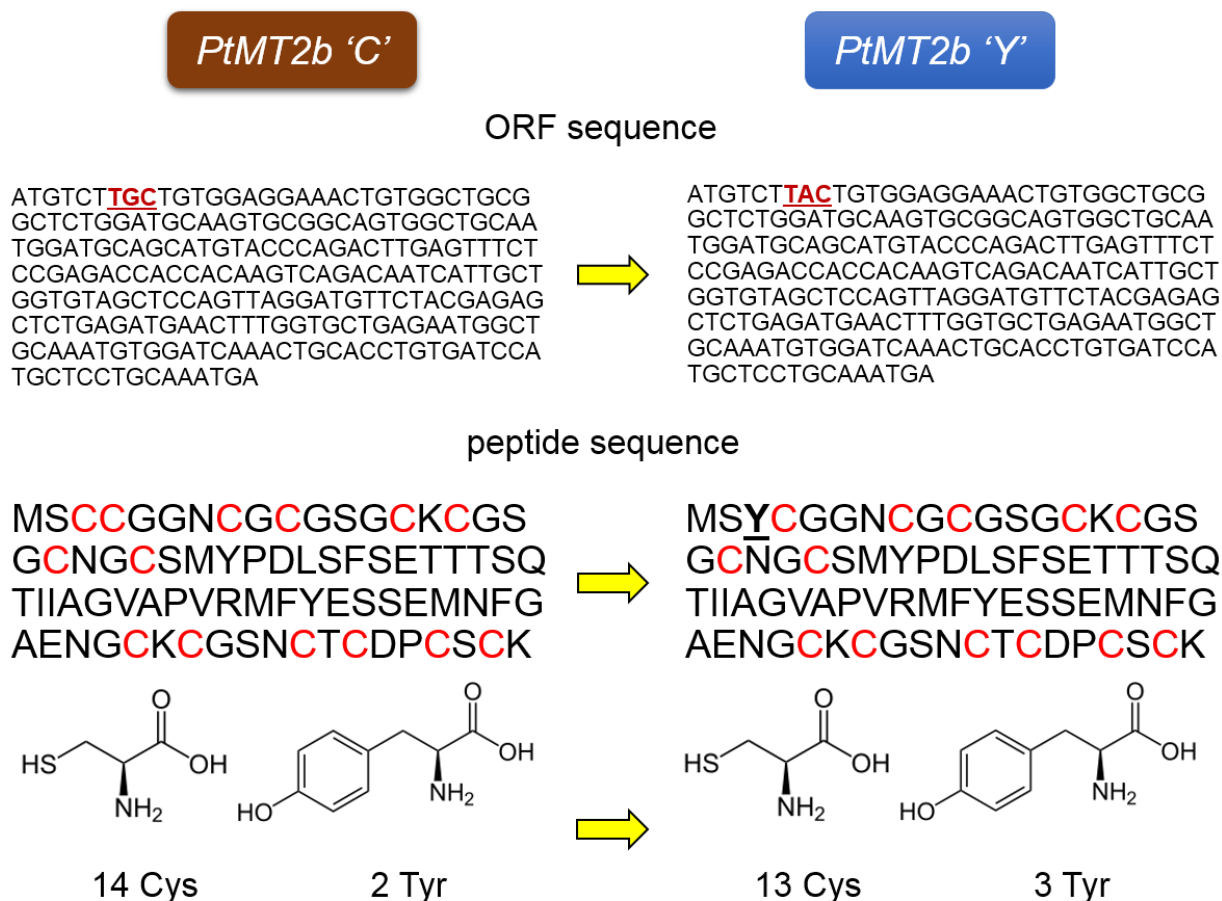 PtMT2b ‘C’ PtMT2b ‘Y’
ORF sequence
ATGTCTTGCTGTGGAGGAAACTGTGGCTGCG
GCTCTGGATGCAAGTGCGGCAGTGGCTGCAA
TGGATGCAGCATGTACCCAGACTTGAGTTTCT
CCGAGACCACCACAAGTCAGACAATCATTGCT
GGTGTAGCTCCAGTTAGGATGTTCTACGAGAG
CTCTGAGATGAACTTTGGTGCTGAGAATGGCT
GCAAATGTGGATCAAACTGCACCTGTGATCCA
TGCTCCTGCAAATGA
ATGTCTTACTGTGGAGGAAACTGTGGCTGCG
GCTCTGGATGCAAGTGCGGCAGTGGCTGCAA
TGGATGCAGCATGTACCCAGACTTGAGTTTCT
CCGAGACCACCACAAGTCAGACAATCATTGCT
GGTGTAGCTCCAGTTAGGATGTTCTACGAGAG
CTCTGAGATGAACTTTGGTGCTGAGAATGGCT
GCAAATGTGGATCAAACTGCACCTGTGATCCA
TGCTCCTGCAAATGA
peptide sequence
MSCCGGNCGCGSGCKCGS
GCNGCSMYPDLSFSETTTSQ
TIIAGVAPVRMFYESSEMNFG
AENGCKCGSNCTCDPCSCK
MSYCGGNCGCGSGCKCGS
GCNGCSMYPDLSFSETTTSQ
TIIAGVAPVRMFYESSEMNFG
AENGCKCGSNCTCDPCSCK
O
HS
OH
NH2
O
OH
NH2
HO
O
HS
OH
NH2
O
OH
NH2
HO
14 Cys 2 Tyr 13 Cys 3 Tyr